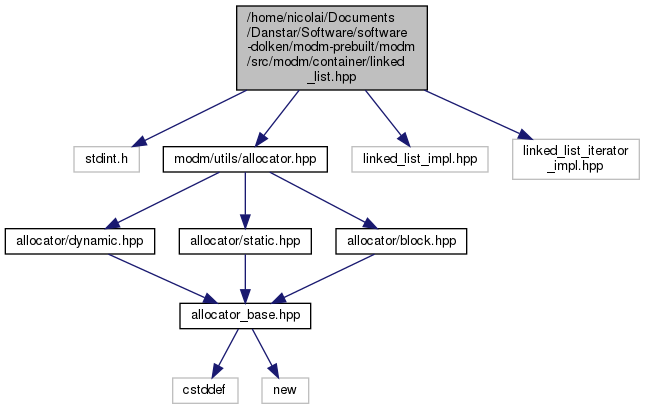 /home/nicolai/Documents
/Danstar/Software/software
-dolken/modm-prebuilt/modm
/src/modm/container/linked
_list.hpp
stdint.h
modm/utils/allocator.hpp
linked_list_impl.hpp
linked_list_iterator
_impl.hpp
allocator/dynamic.hpp
allocator/static.hpp
allocator/block.hpp
allocator_base.hpp
cstddef
new